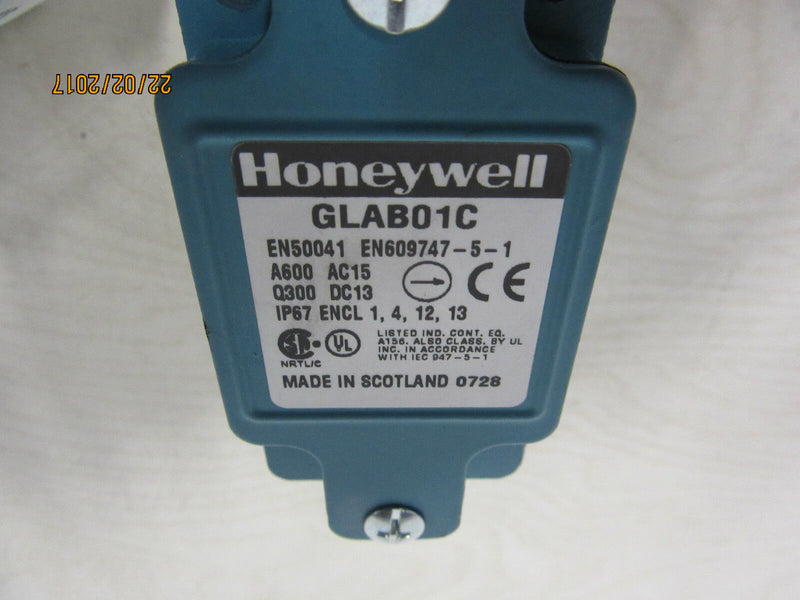 22/02/2017
Honeywell
GLAB01C
EN50041 EN609747-5-1
A600 AC15
Q300 DC13
CE
IP67 ENCL 1, 4, 12, 13
NRTL/C
UL
LISTED IND. CONT. EQ.
A156. ALSO CLASS. BY UL
INC. IN ACCORDANCE
WITH IEC 947-5-1
MADE IN SCOTLAND 0728